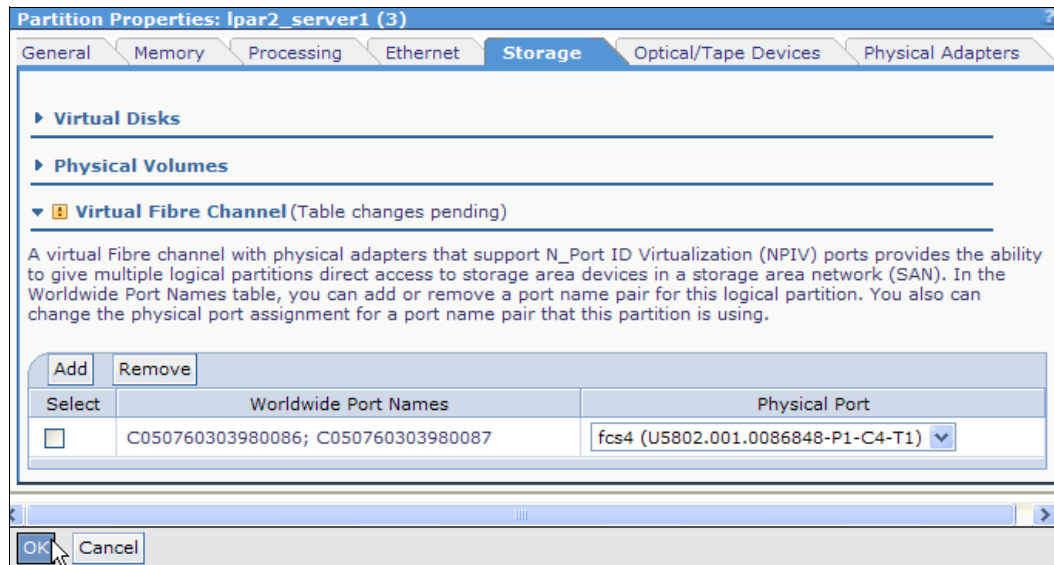 Partition Properties: lpar2_server1 (3)
?
General Memory Processing Ethernet Storage Optical/Tape Devices Physical Adapters
Virtual Disks
Physical Volumes
Virtual Fibre Channel (Table changes pending)
A virtual Fibre channel with physical adapters that support N_Port ID Virtualization (NPIV) ports provides the ability
to give multiple logical partitions direct access to storage area devices in a storage area network (SAN). In the
Worldwide Port Names table, you can add or remove a port name pair for this logical partition. You also can
change the physical port assignment for a port name pair that this partition is using.
Add Remove
Select Worldwide Port Names Physical Port
C050760303980086; C050760303980087 fcs4 (U5802.001.0086848-P1-C4-T1)
OK Cancel